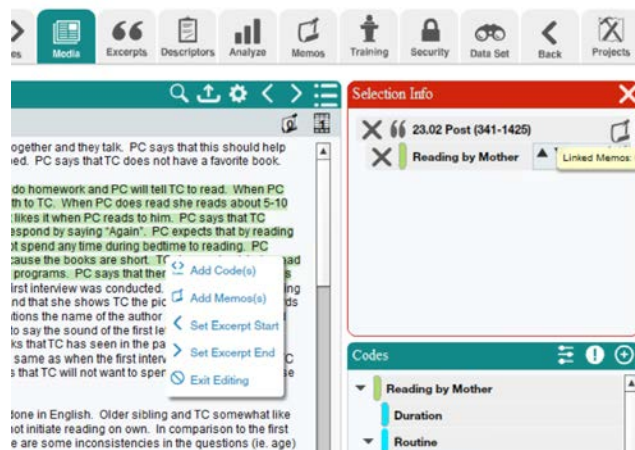 es Media Excerpts Descriptors Analyze Memos Training Security Data Set Back Projects
ogether and they talk. PC says that this should help
ed. PC says that TC does not have a favorite book.
do homework and PC will tell TC to read. When PC
th to TC. When PC does read she reads about 5-10
likes it when PC reads to him. PC says that TC
espond by saying "Again". PC expects that by reading
ot spend any time during bedtime to reading. PC
cause the books are short.
programs. PC says that
irst interview was conducted.
nd that she shows TC the
tions the name of the author
to say the sound of the first
ks that TC has seen in the
same as when the first
s that TC will not want to
Add Code(s)
Add Memos(s)
Set Excerpt Start
Set Excerpt End
Exit Editing
done in English. Older sibling and TC somewhat like
not initiate reading on own. In comparison to the first
e are some inconsistencies in the questions (ie. age)
Selection Info
23.02 Post (341-1425)
Reading by Mother
Linked Memos:
Codes
Reading by Mother
Duration
Routine